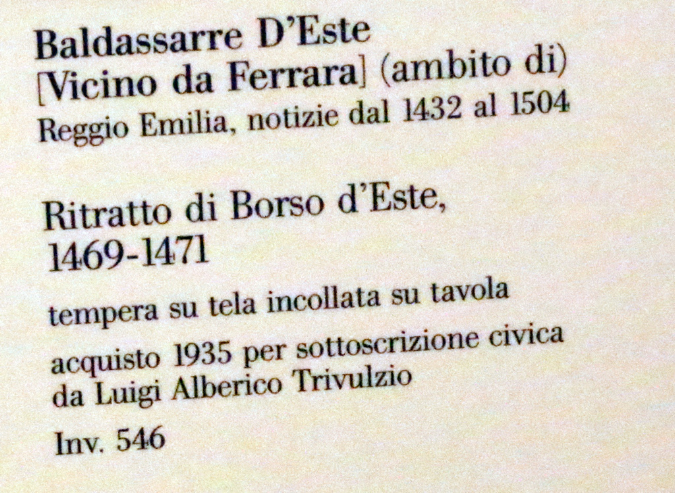 Baldassarre D'Este
[Vicino da Ferrara] (ambito di)
Reggio Emilia, notizie dal 1432 al 1504
Ritratto di Borso d'Este,
1469-1471
tempera su tela incollata su tavola
acquisto 1935 per sottoscrizione civica
da Luigi Alberico Trivulzio
Inv. 546